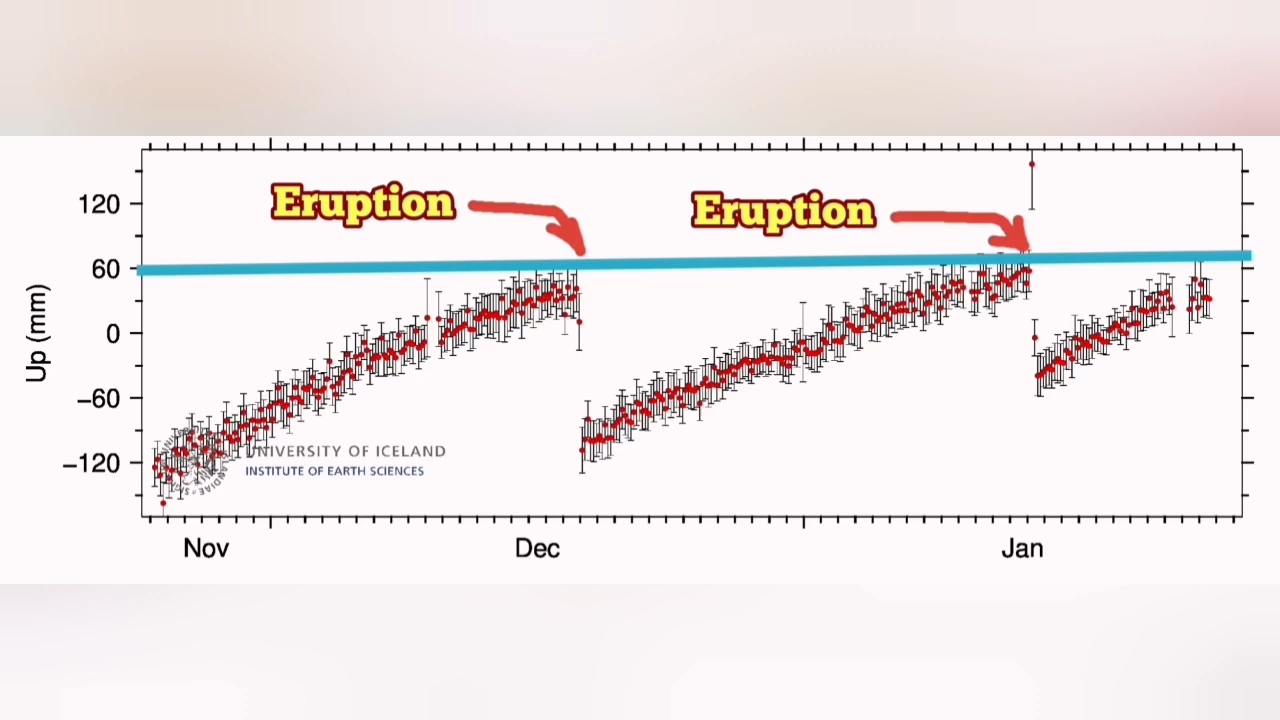 Eruption
Eruption
120
60
0
−60
−120
Up (mm)
UNIVERSITY OF ICELAND
INSTITUTE OF EARTH SCIENCES
Nov
Dec
Jan